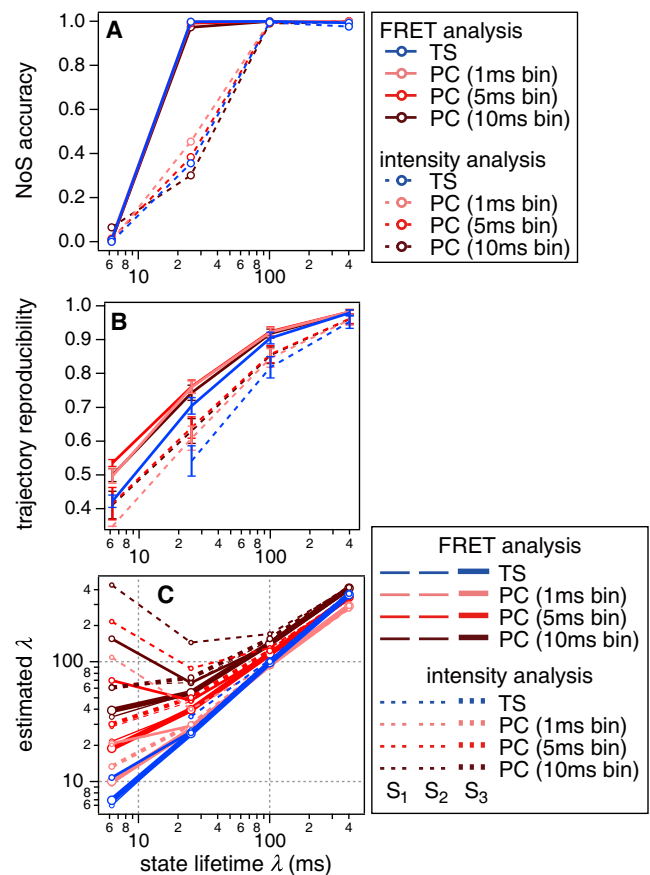 A
NoS accuracy
1.0
0.8
0.6
0.4
0.2
0.0
6 8 10 2 4 6 8 100 2 4
FRET analysis
TS
PC (1ms bin)
PC (5ms bin)
PC (10ms bin)
intensity analysis
TS
PC (1ms bin)
PC (5ms bin)
PC (10ms bin)
B
trajectory reproducibility
1.0
0.9
0.8
0.7
0.6
0.5
0.4
6 8 10 2 4 6 8 100 2 4
C
estimated λ
4
2
100
8
6
4
2
10
8
6
6 8 10 2 4 6 8 100 2 4
state lifetime λ (ms)
FRET analysis
TS
PC (1ms bin)
PC (5ms bin)
PC (10ms bin)
intensity analysis
TS
PC (1ms bin)
PC (5ms bin)
PC (10ms bin)
S₁ S₂ S₃